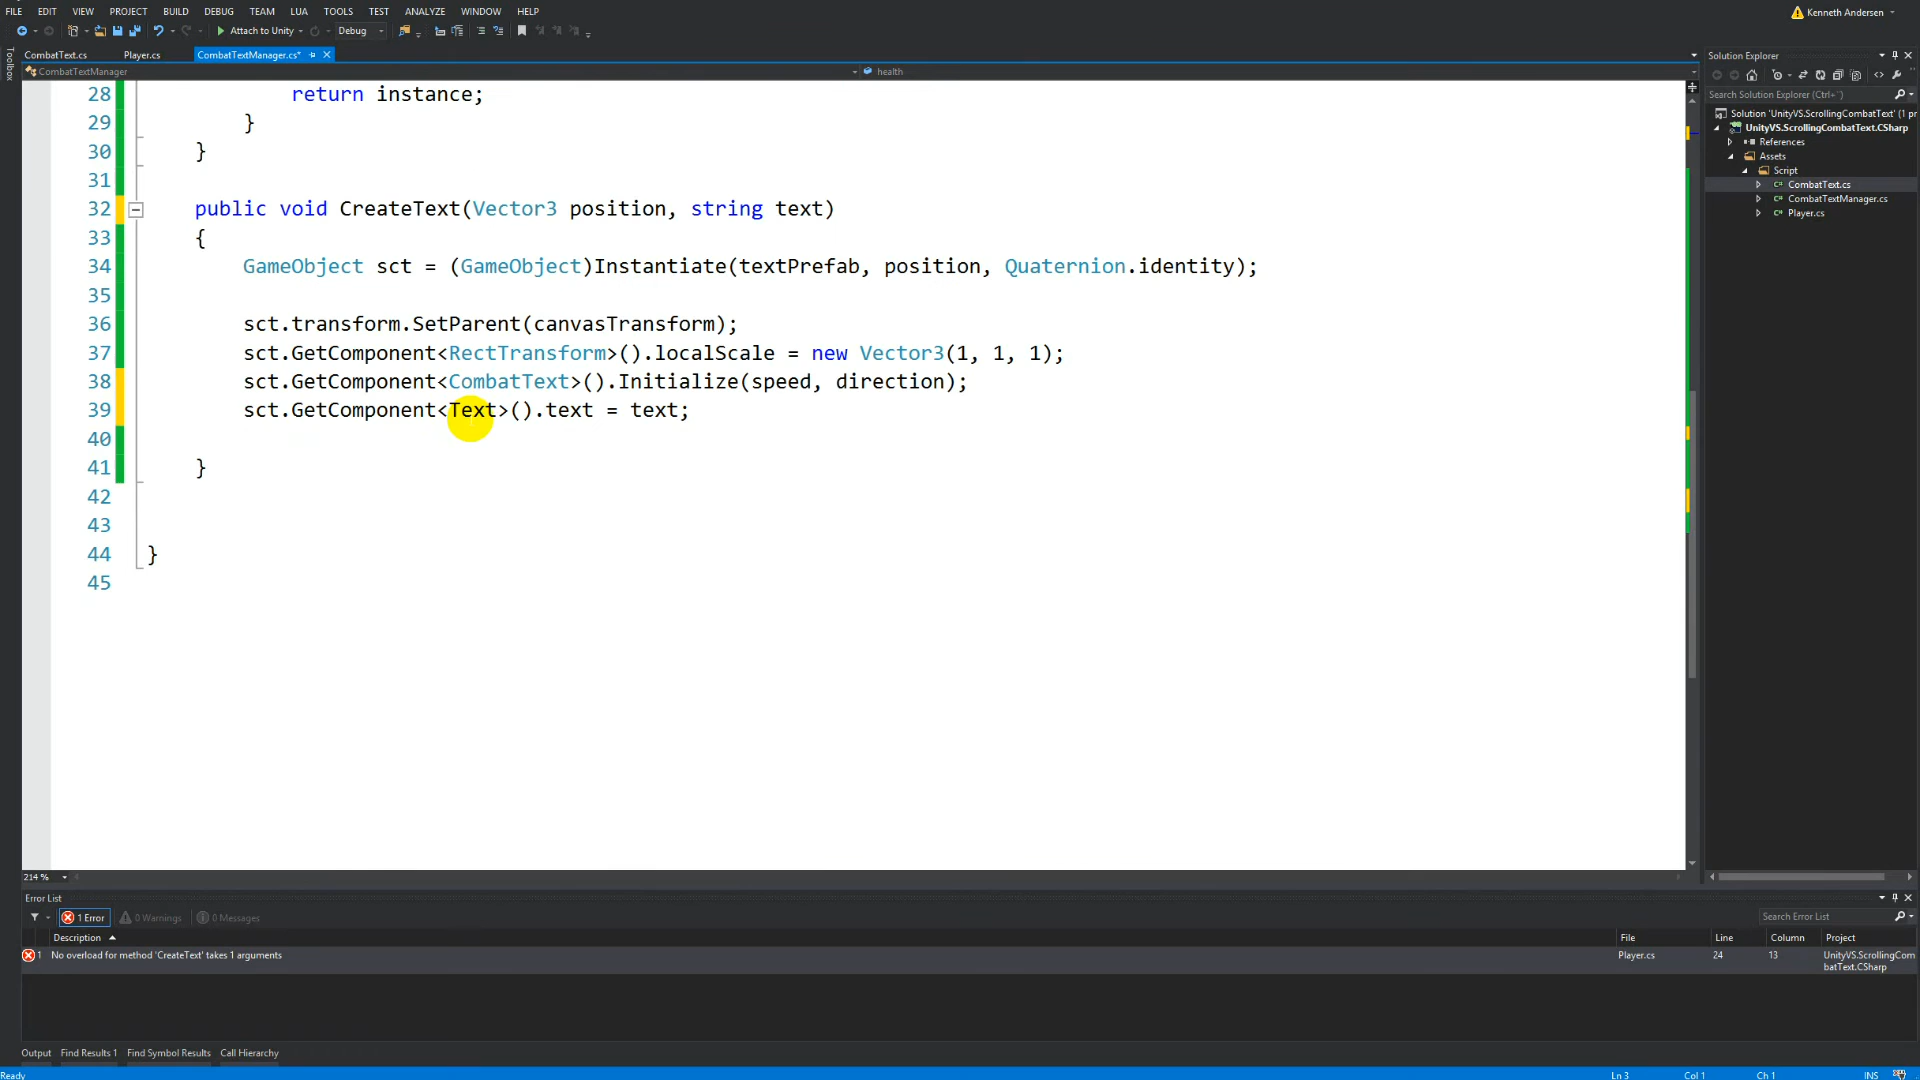 FILE EDIT VIEW PROJECT BUILD DEBUG TEAM LUA TOOLS TEST ANALYZE WINDOW HELP
Kenneth Andersen
Attach to Unity Debug
CombatText.cs Player.cs CombatTextManager.cs*
Toolbox
CombatTextManager health
28 return instance;
29 }
30 }
31
32 public void CreateText(Vector3 position, string text)
33 {
34 GameObject sct = (GameObject)Instantiate(textPrefab, position, Quaternion.identity);
35
36 sct.transform.SetParent(canvasTransform);
37 sct.GetComponent<RectTransform>().localScale = new Vector3(1, 1, 1);
38 sct.GetComponent<CombatText>().Initialize(speed, direction);
39 sct.GetComponent<Text>().text = text;
40
41 }
42
43
44 }
45
214 %
Solution Explorer
Search Solution Explorer (Ctrl+¨)
Solution 'UnityVS.ScrollingCombatText' (1 pr
UnityVS.ScrollingCombatText.CSharp
References
Assets
Script
C# CombatText.cs
C# CombatTextManager.cs
C# Player.cs
Error List
1 Error 0 Warnings 0 Messages
Search Error List
Description File Line Column Project
1 No overload for method 'CreateText' takes 1 arguments Player.cs 24 13 UnityVS.ScrollingCom
batText.CSharp
Output Find Results 1 Find Symbol Results Call Hierarchy
Ready Ln 3 Col 1 Ch 1 INS